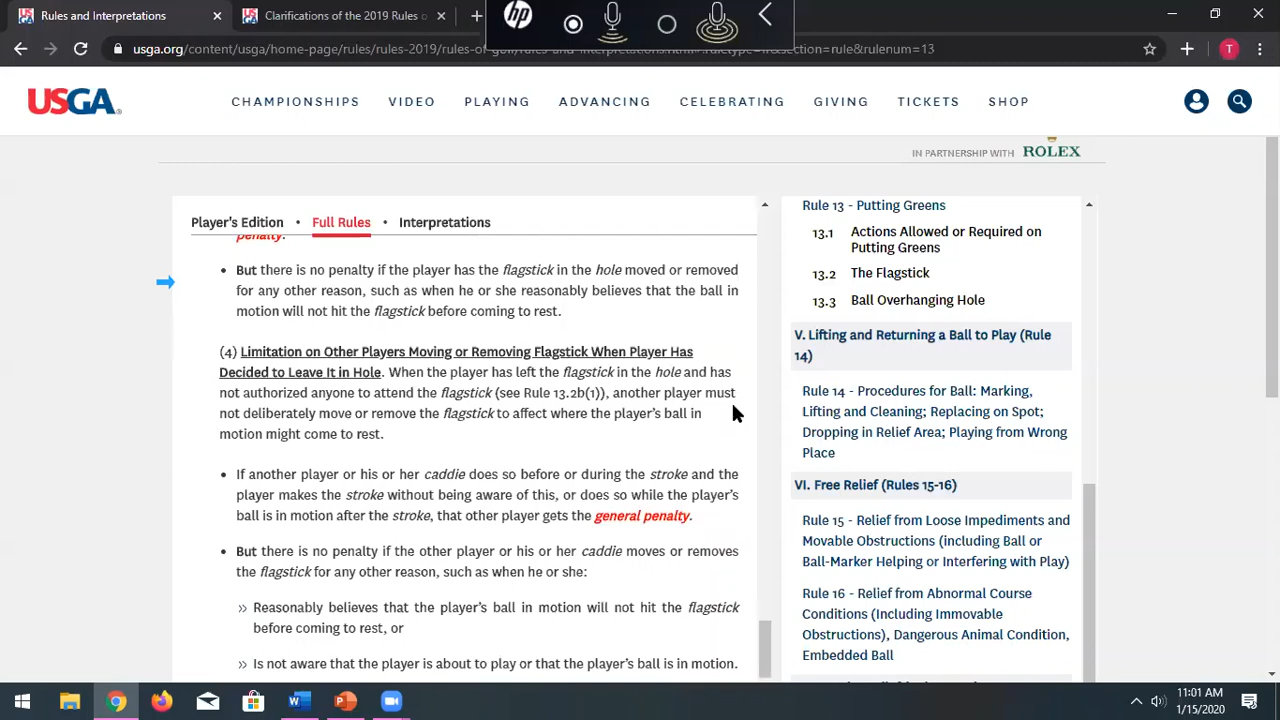 Rules and Interpretations
Clarifications of the 2019 Rules o
hp
usga.org/content/usga/home-page/rules/rules-2019/rules-of-golf/rules-and-interpretations.html#!ruletype=fr&section=rule&rulenum=13
T
USGA
CHAMPIONSHIPS VIDEO PLAYING ADVANCING CELEBRATING GIVING TICKETS SHOP
IN PARTNERSHIP WITH ROLEX
Player's Edition • Full Rules • Interpretations
penalty.
But there is no penalty if the player has the flagstick in the hole moved or removed
for any other reason, such as when he or she reasonably believes that the ball in
motion will not hit the flagstick before coming to rest.
(4) Limitation on Other Players Moving or Removing Flagstick When Player Has
Decided to Leave It in Hole. When the player has left the flagstick in the hole and has
not authorized anyone to attend the flagstick (see Rule 13.2b(1)), another player must
not deliberately move or remove the flagstick to affect where the player's ball in
motion might come to rest.
If another player or his or her caddie does so before or during the stroke and the
player makes the stroke without being aware of this, or does so while the player's
ball is in motion after the stroke, that other player gets the general penalty.
But there is no penalty if the other player or his or her caddie moves or removes
the flagstick for any other reason, such as when he or she:
» Reasonably believes that the player's ball in motion will not hit the flagstick
before coming to rest, or
» Is not aware that the player is about to play or that the player's ball is in motion.
Rule 13 - Putting Greens
13.1 Actions Allowed or Required on
Putting Greens
13.2 The Flagstick
13.3 Ball Overhanging Hole
V. Lifting and Returning a Ball to Play (Rule
14)
Rule 14 - Procedures for Ball: Marking,
Lifting and Cleaning; Replacing on Spot;
Dropping in Relief Area; Playing from Wrong
Place
VI. Free Relief (Rules 15-16)
Rule 15 - Relief from Loose Impediments and
Movable Obstructions (including Ball or
Ball-Marker Helping or Interfering with Play)
Rule 16 - Relief from Abnormal Course
Conditions (Including Immovable
Obstructions), Dangerous Animal Condition,
Embedded Ball
11:01 AM
1/15/2020